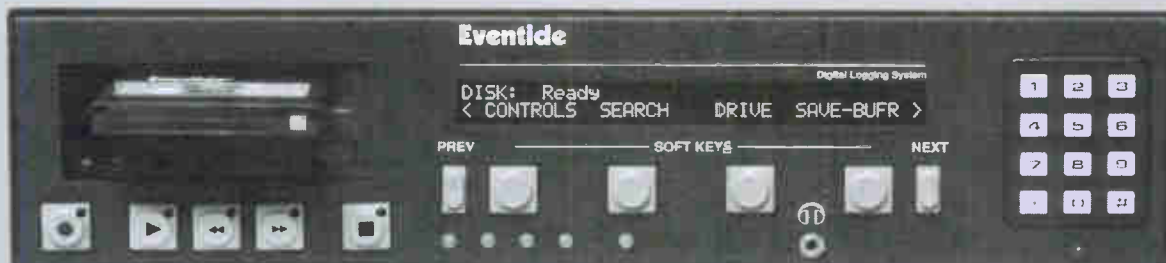 Eventide
Digital Logging System
DISK: Ready
< CONTROLS SEARCH DRIVE SAVE-BUFR >
PREV SOFT KEYS NEXT
1 2 3
4 5 6
7 8 9